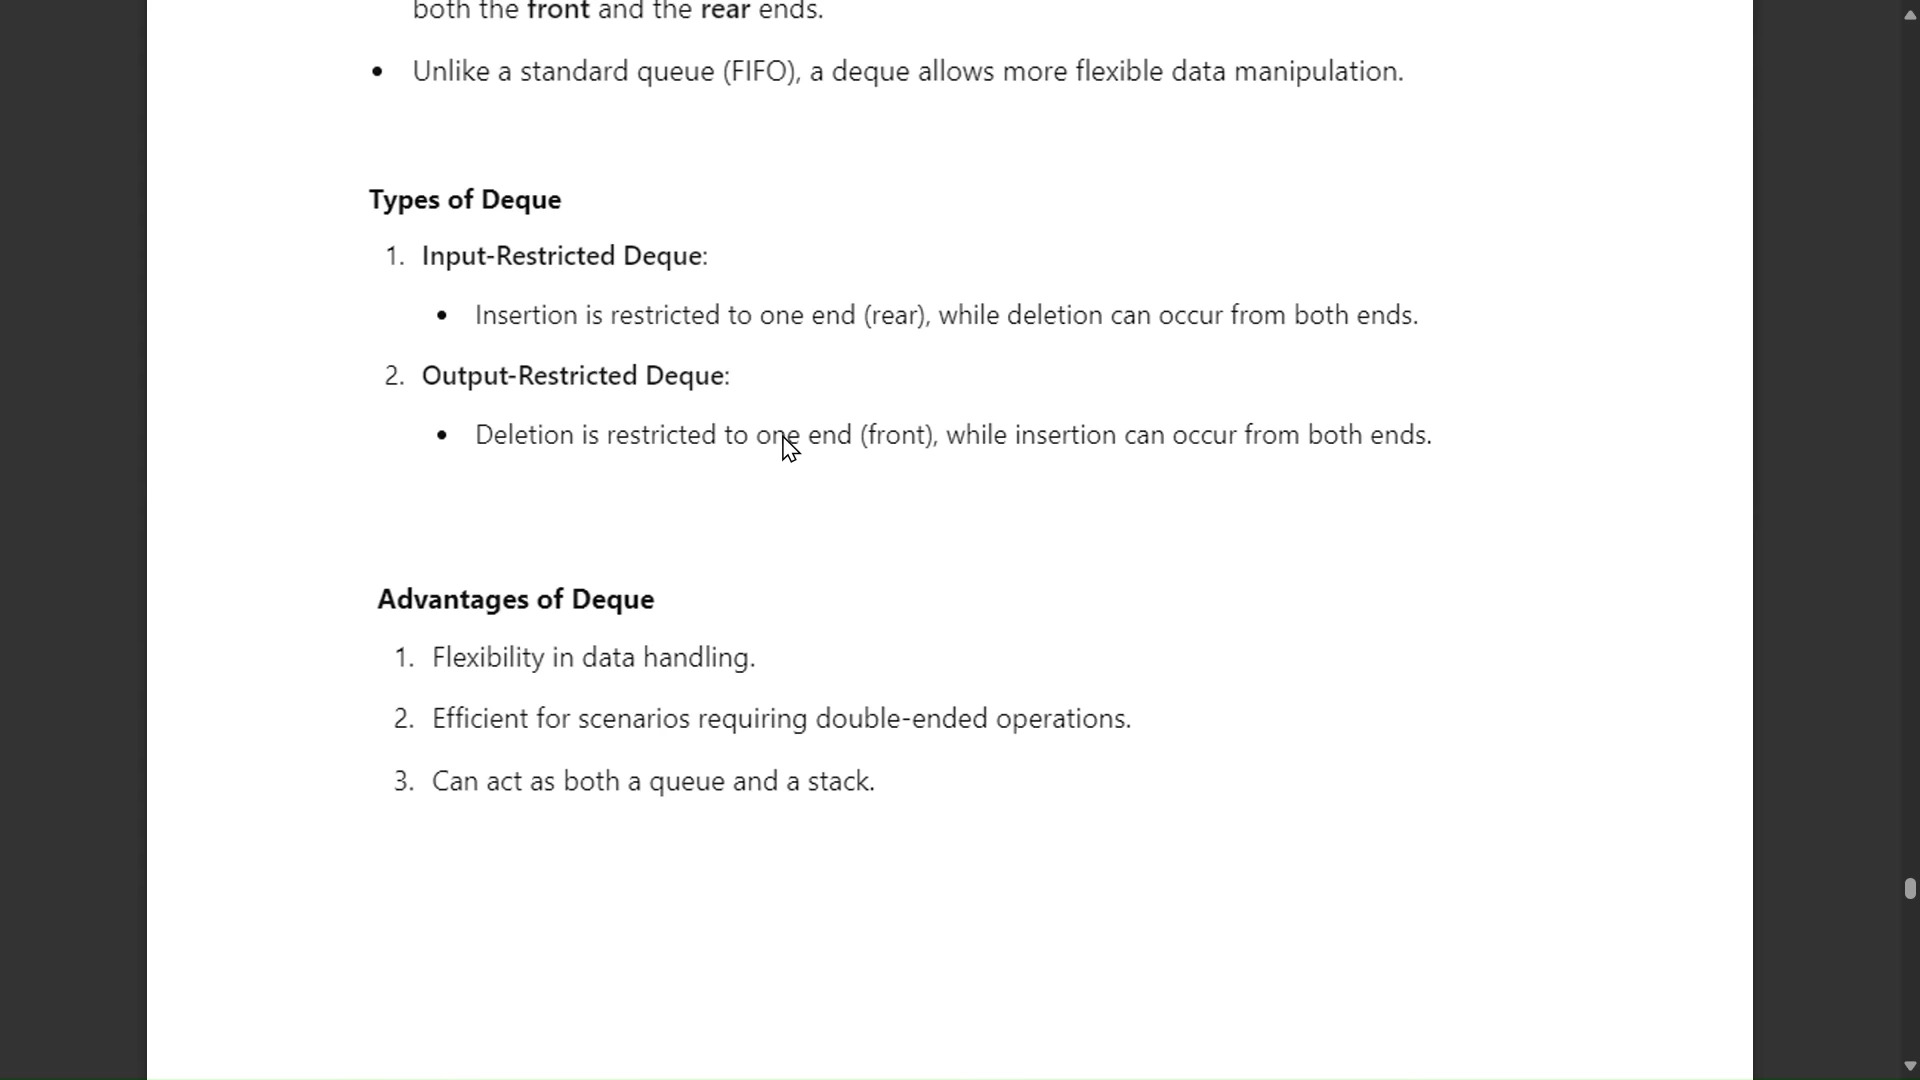 both the front and the rear ends.
• Unlike a standard queue (FIFO), a deque allows more flexible data manipulation.
Types of Deque
1. Input-Restricted Deque:
• Insertion is restricted to one end (rear), while deletion can occur from both ends.
2. Output-Restricted Deque:
• Deletion is restricted to one end (front), while insertion can occur from both ends.
Advantages of Deque
1. Flexibility in data handling.
2. Efficient for scenarios requiring double-ended operations.
3. Can act as both a queue and a stack.